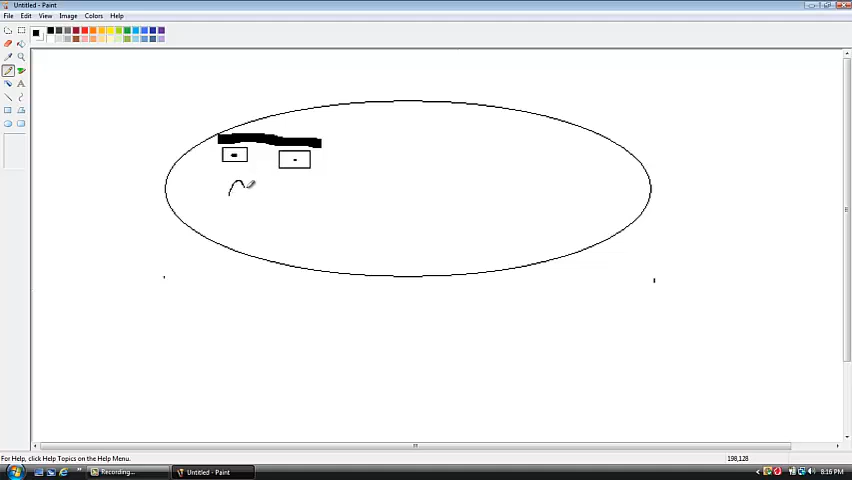 Untitled - Paint
File Edit View Image Colors Help
A
For Help, click Help Topics on the Help Menu.
198,128
Recording...
Untitled - Paint
8:16 PM